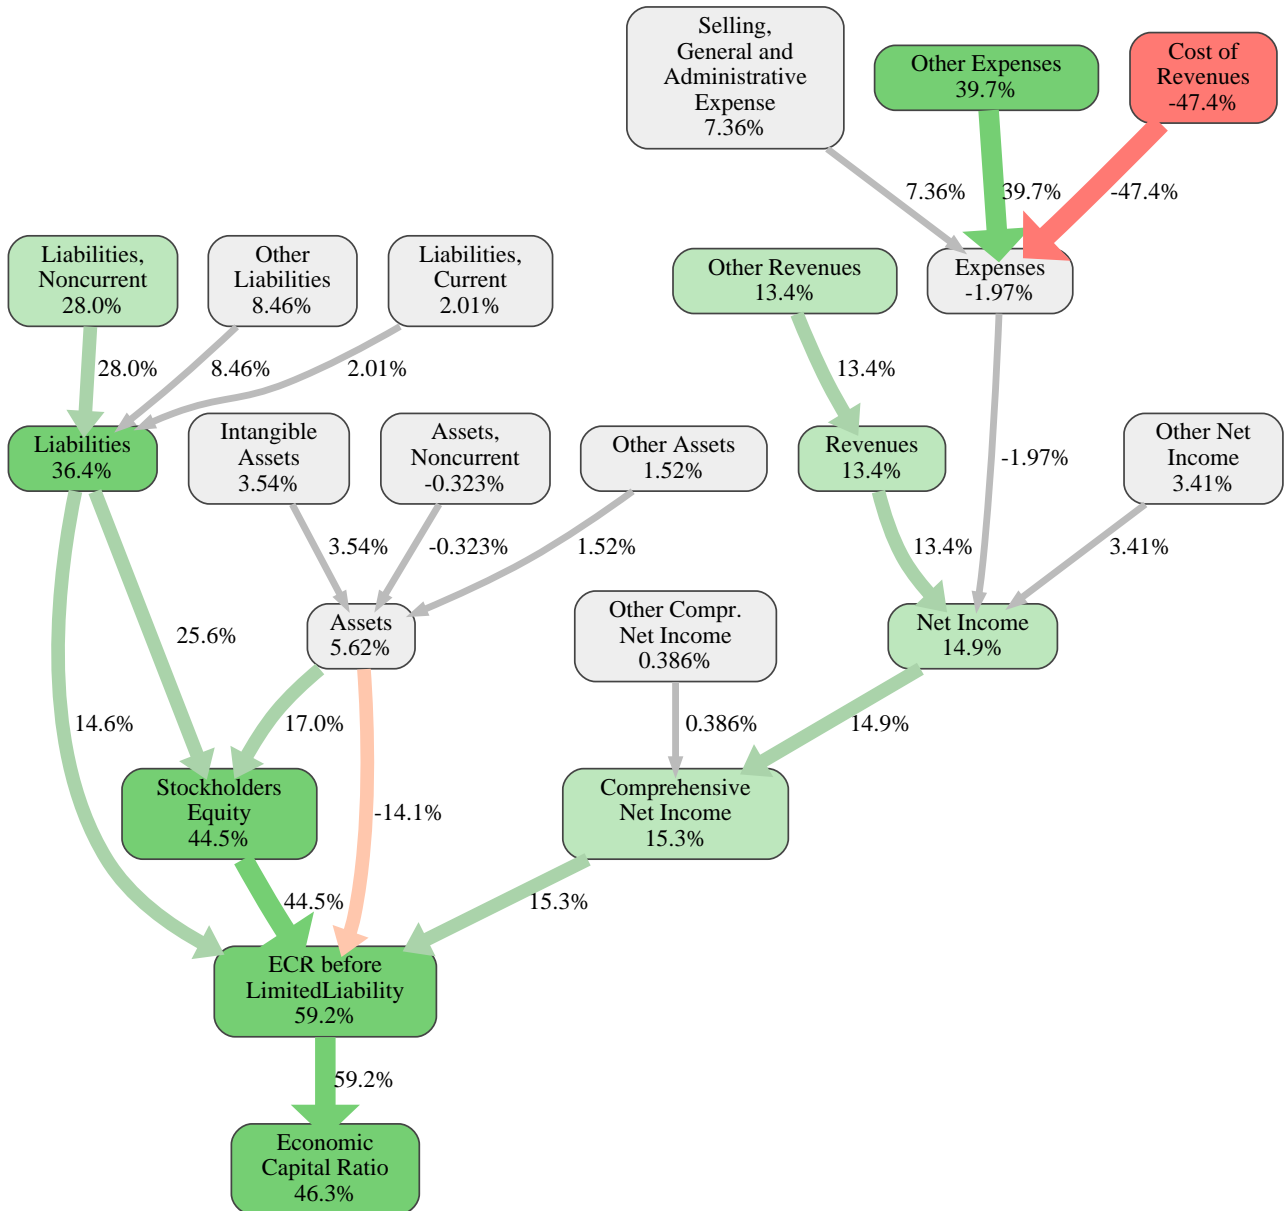 Selling,
General and
Administrative
Expense
7.36%
Other Expenses
39.7%
Cost of
Revenues
-47.4%
7.36%
39.7%
-47.4%
Liabilities,
Noncurrent
28.0%
Other
Liabilities
8.46%
Liabilities,
Current
2.01%
Other Revenues
13.4%
Expenses
-1.97%
28.0%
8.46%
2.01%
13.4%
Liabilities
36.4%
Intangible
Assets
3.54%
Assets,
Noncurrent
-0.323%
Other Assets
1.52%
Revenues
13.4%
-1.97%
Other Net
Income
3.41%
3.54%
-0.323%
1.52%
13.4%
3.41%
25.6%
Assets
5.62%
Other Compr.
Net Income
0.386%
Net Income
14.9%
14.6%
17.0%
0.386%
14.9%
Stockholders
Equity
44.5%
-14.1%
Comprehensive
Net Income
15.3%
44.5%
15.3%
ECR before
LimitedLiability
59.2%
59.2%
Economic
Capital Ratio
46.3%